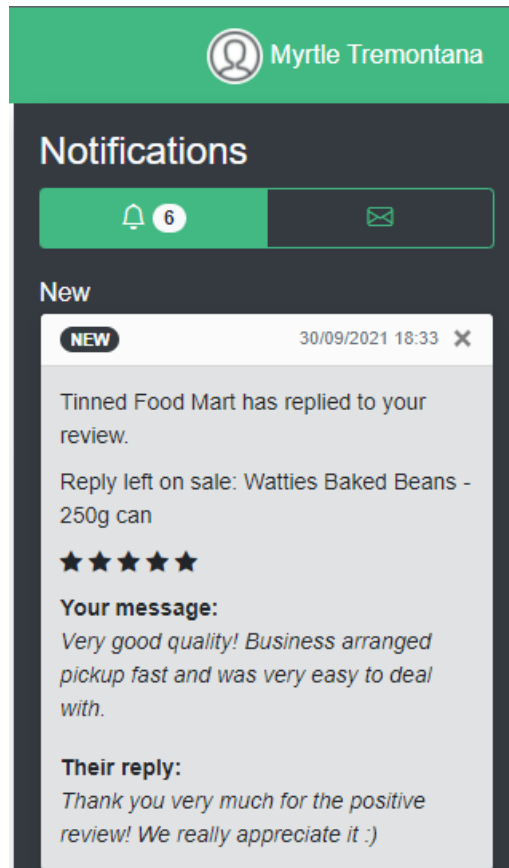 Myrtle Tremontana
Notifications
6
New
NEW 30/09/2021 18:33
Tinned Food Mart has replied to your
review.
Reply left on sale: Watties Baked Beans -
250g can
Your message:
Very good quality! Business arranged
pickup fast and was very easy to deal
with.
Their reply:
Thank you very much for the positive
review! We really appreciate it :)